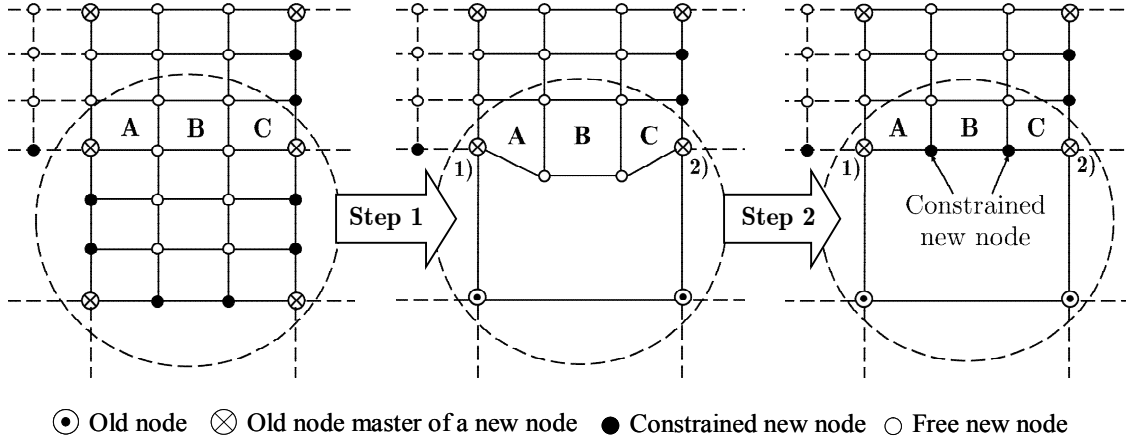 A B C
A B C
1) 2)
Step 1
A B C
1) 2)
Step 2
Constrained
new node
Old node Old node master of a new node Constrained new node Free new node